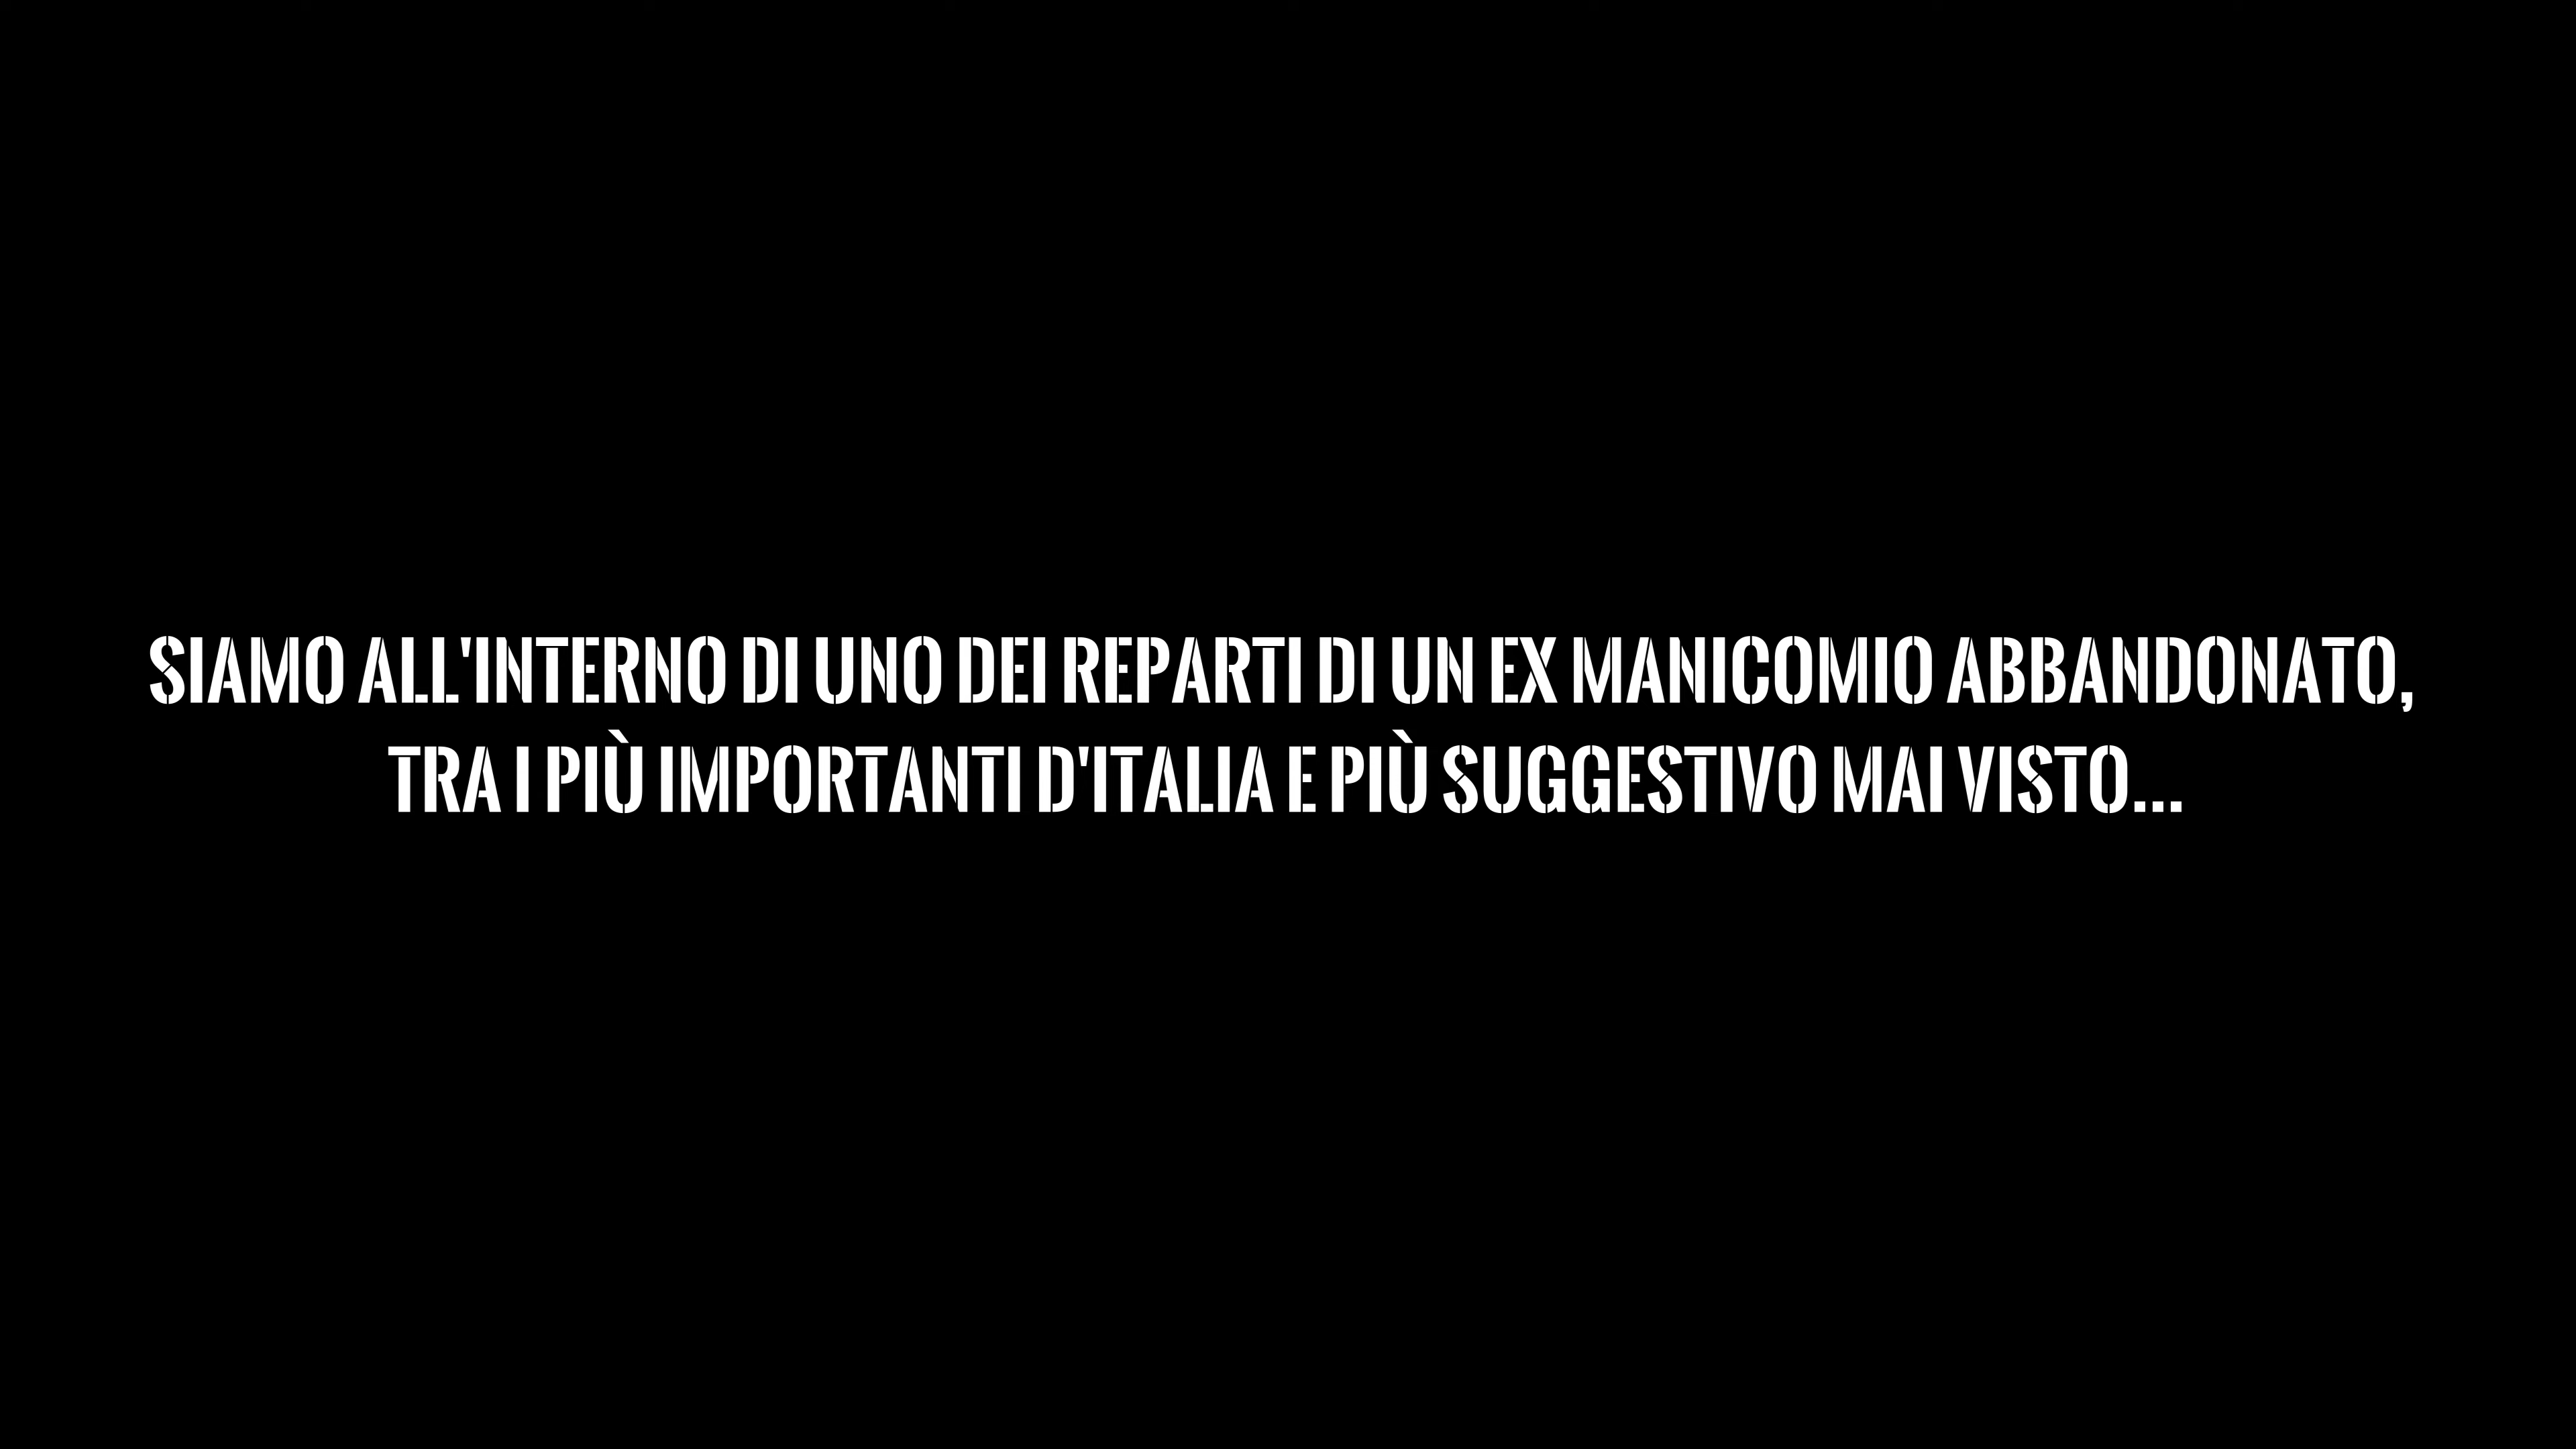 SIAMO ALL'INTERNO DI UNO DEI REPARTI DI UN EX MANICOMIO ABBANDONATO,
TRA I PIÙ IMPORTANTI D'ITALIA E PIÙ SUGGESTIVO MAI VISTO...